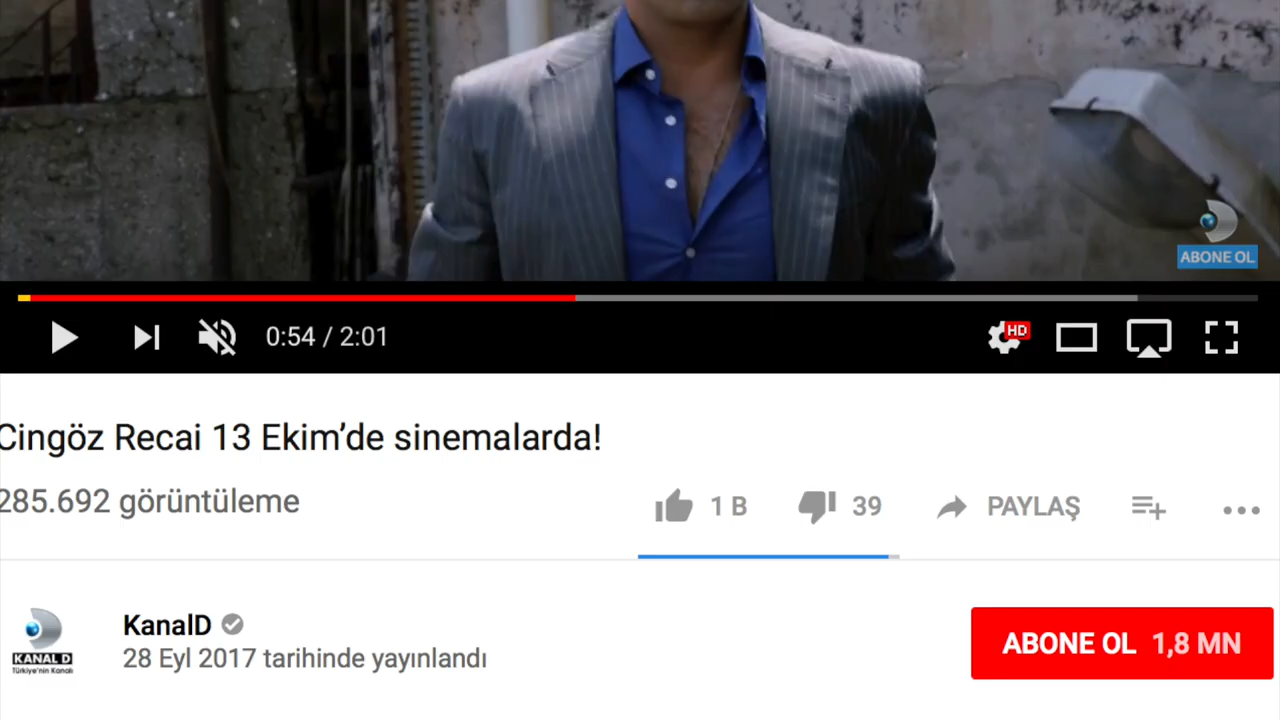 ABONE OL
0:54 / 2:01
HD
Cingöz Recai 13 Ekim’de sinemalarda!
285.692 görüntüleme
1 B
39
PAYLAŞ
KanalD
28 Eyl 2017 tarihinde yayınlandı
KANAL D
Türkiye'nin Kanalı
ABONE OL 1,8 MN